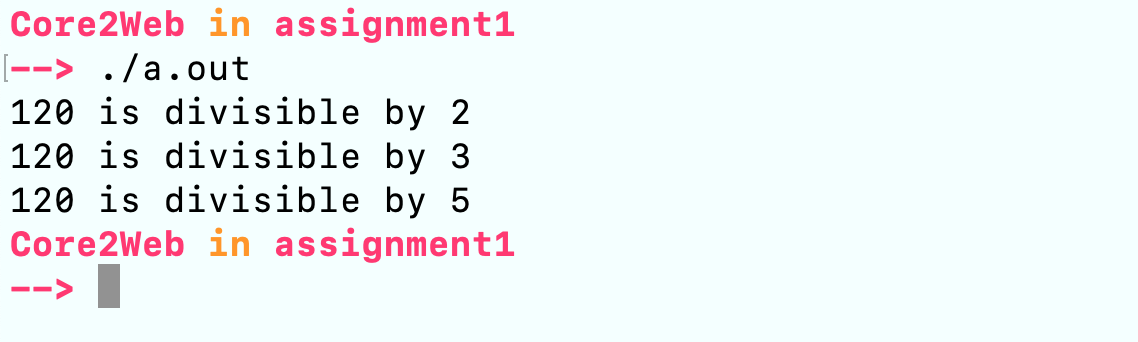 Core2Web in assignment1
[--> ./a.out
120 is divisible by 2
120 is divisible by 3
120 is divisible by 5
Core2Web in assignment1
-->